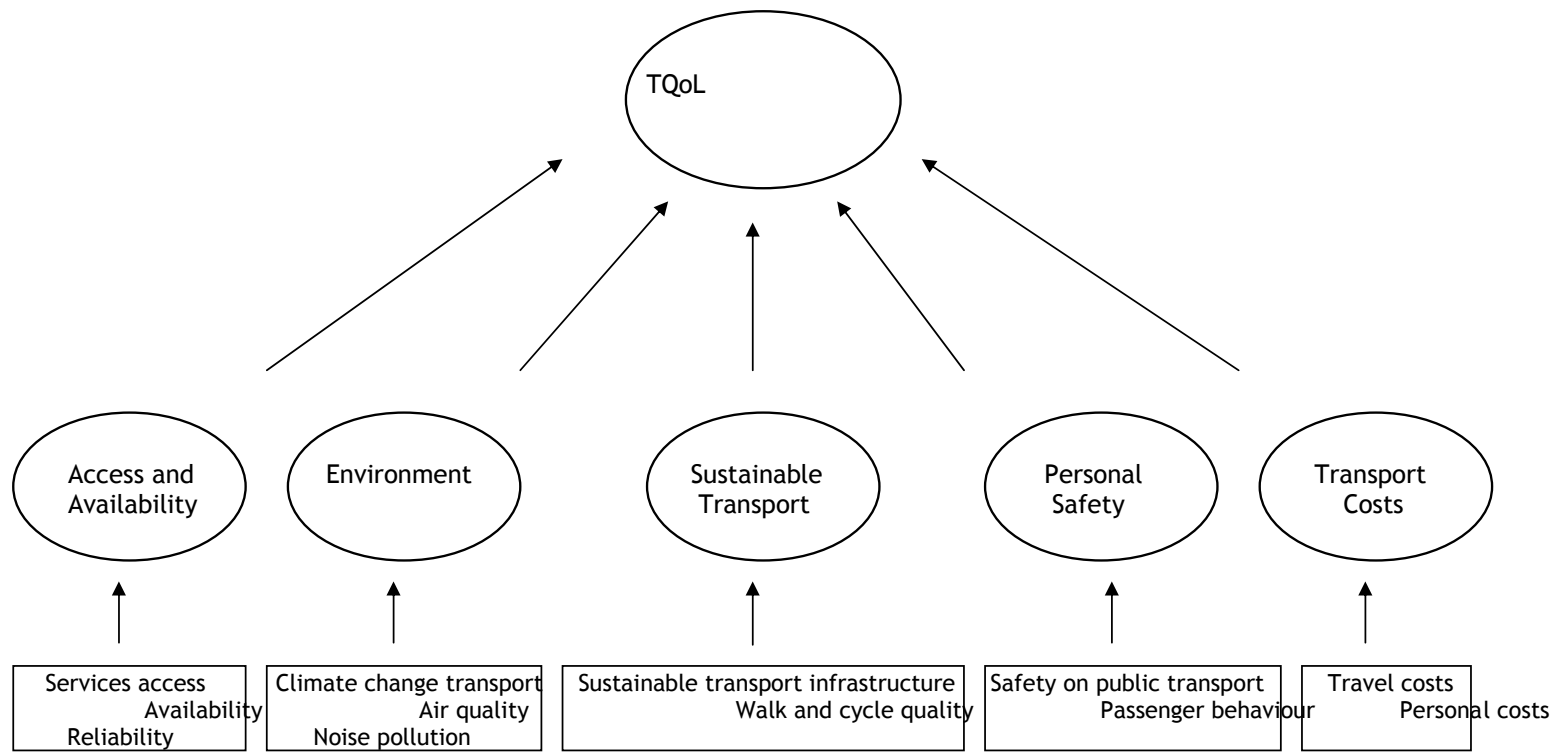 TQoL
Access and
Availability
Environment
Sustainable
Transport
Personal
Safety
Transport
Costs
Services access
Availability
Reliability
Climate change transport
Air quality
Noise pollution
Sustainable transport infrastructure
Walk and cycle quality
Safety on public transport
Passenger behaviour
Travel costs
Personal costs